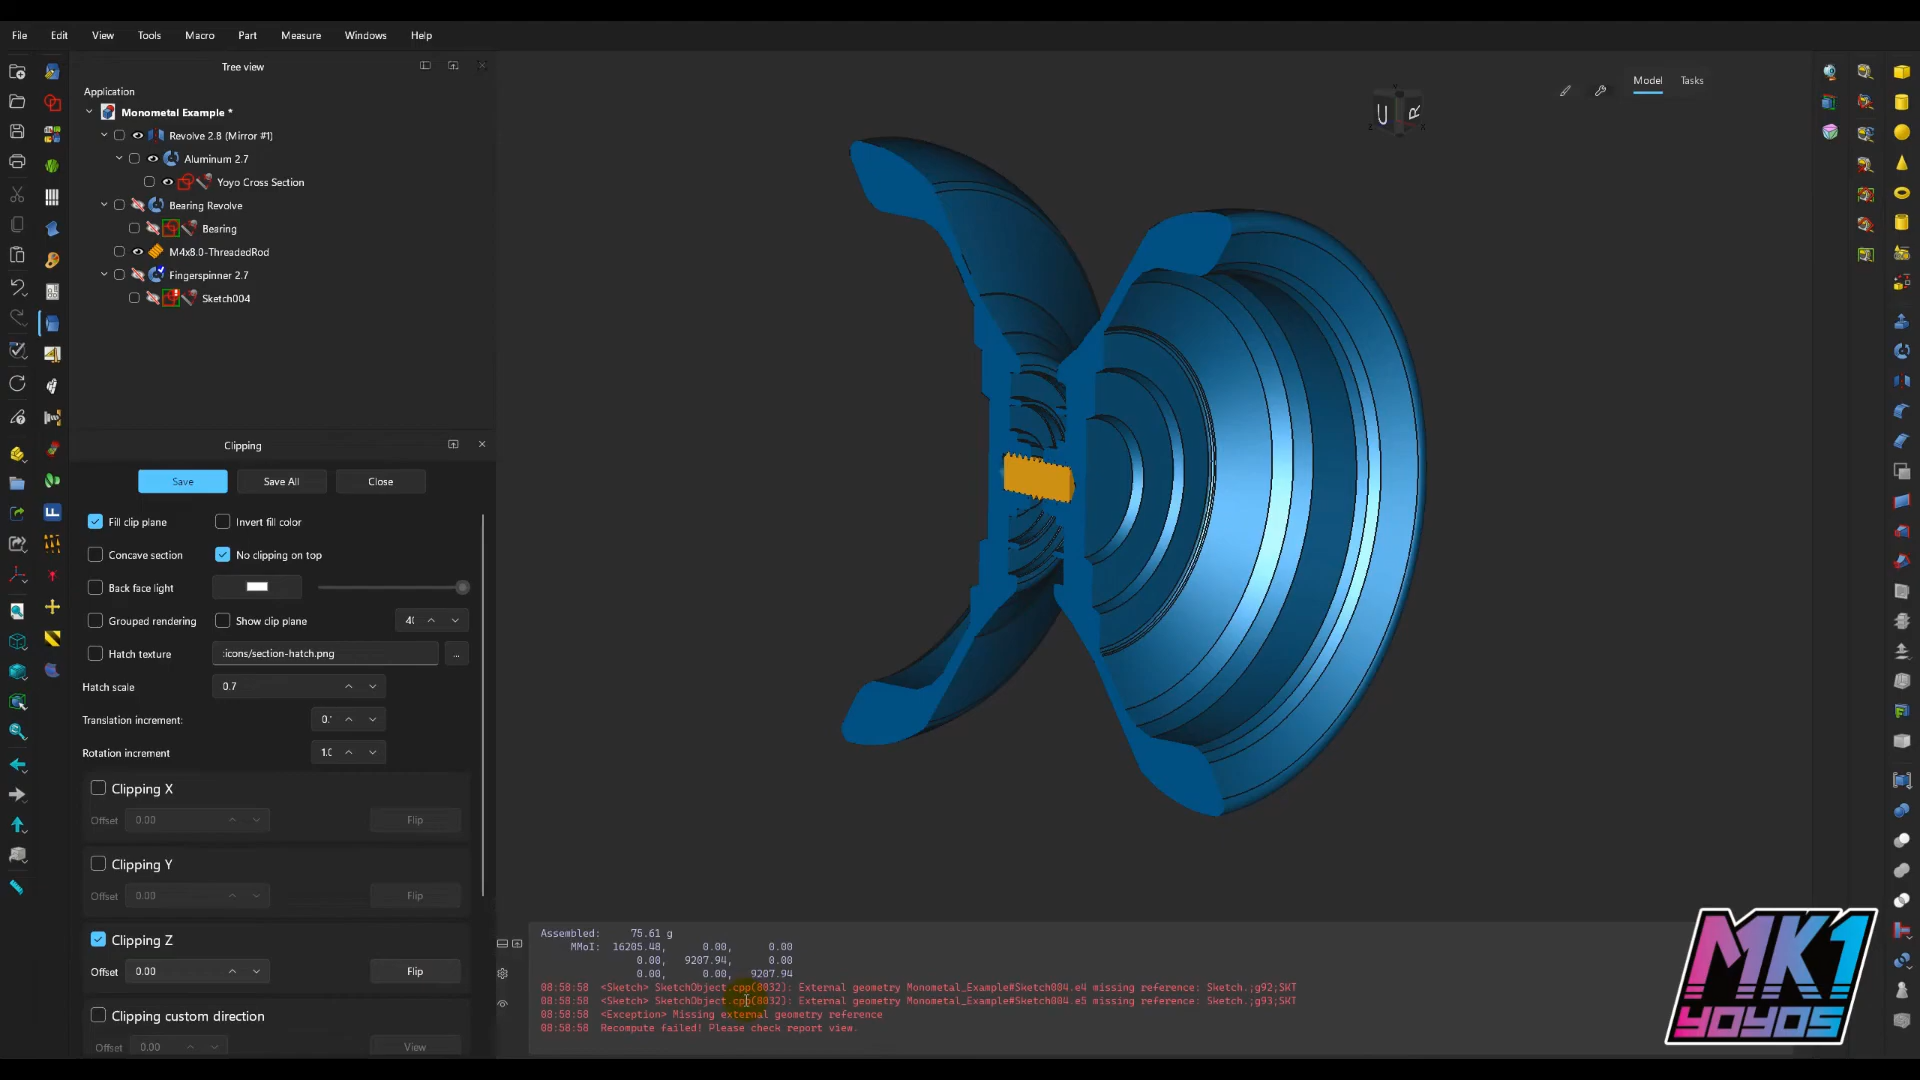 File Edit View Tools Macro Part Measure Windows Help
Tree view
Application
Monometal Example *
Revolve 2.8 (Mirror #1)
Aluminum 2.7
Yoyo Cross Section
Bearing Revolve
Bearing
M4x8.0-ThreadedRod
Fingerspinner 2.7
Sketch004
Model Tasks
U R
Clipping
Save Save All Close
Fill clip plane Invert fill color
Concave section No clipping on top
Back face light
Grouped rendering Show clip plane
Hatch texture :icons/section-hatch.png ...
Hatch scale 0.7
Translation increment: 0.
Rotation increment 1.0
Clipping X
Offset 0.00 Flip
Clipping Y
Offset 0.00 Flip
Clipping Z
Offset 0.00 Flip
Clipping custom direction
Offset 0.00 View
Assembled: 75.61 g
MMoI: 16205.48, 0.00, 0.00
0.00, 9207.94, 0.00
0.00, 0.00, 9207.94
08:58:58 <Sketch> SketchObject.cpp(8032): External geometry Monometal_Example#Sketch004.e4 missing reference: Sketch.;g92;SKT
08:58:58 <Sketch> SketchObject.cpp(8032): External geometry Monometal_Example#Sketch004.e5 missing reference: Sketch.;g93;SKT
08:58:58 <Exception> Missing external geometry reference
08:58:58 Recompute failed! Please check report view.
MK1
YOYOS